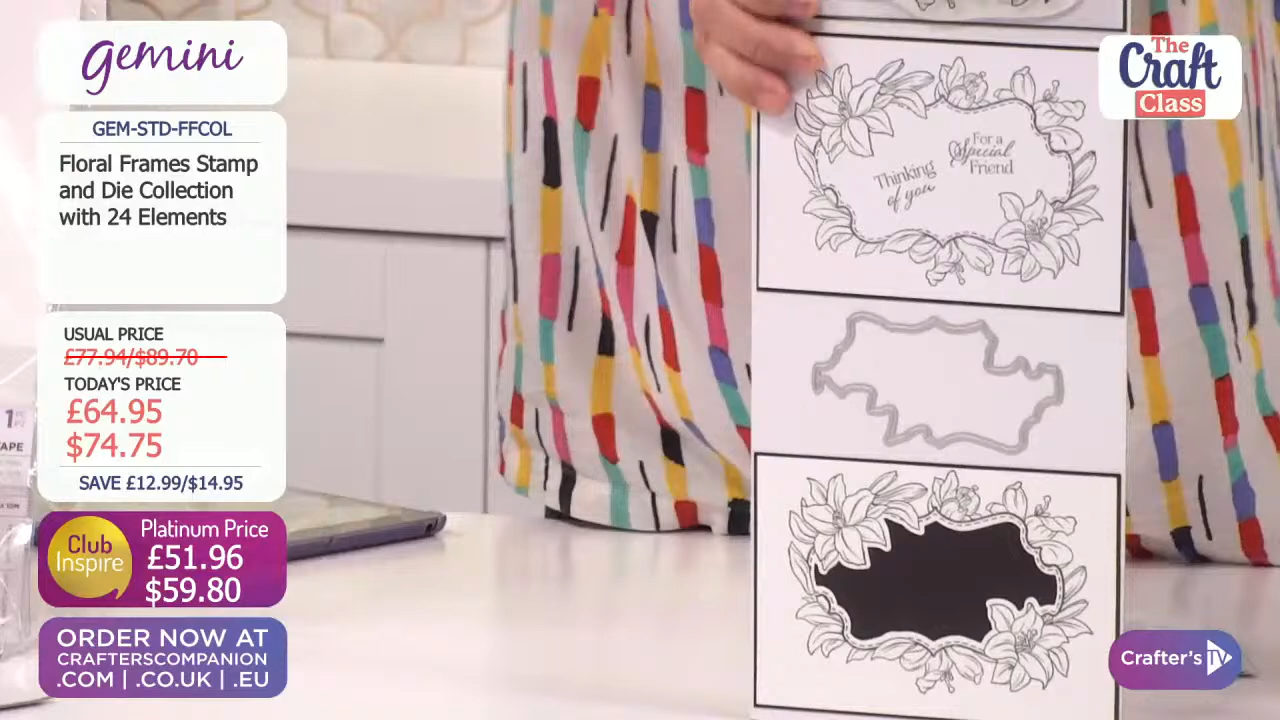 gemini
GEM-STD-FFCOL
Floral Frames Stamp
and Die Collection
with 24 Elements
USUAL PRICE
£77.94/$89.70
TODAY'S PRICE
£64.95
$74.75
SAVE £12.99/$14.95
Club
Inspire
Platinum Price
£51.96
$59.80
ORDER NOW AT
CRAFTERSCOMPANION
.COM | .CO.UK | .EU
The
Craft
Class
For a
Special
Friend
Thinking
of you
Crafter's TV